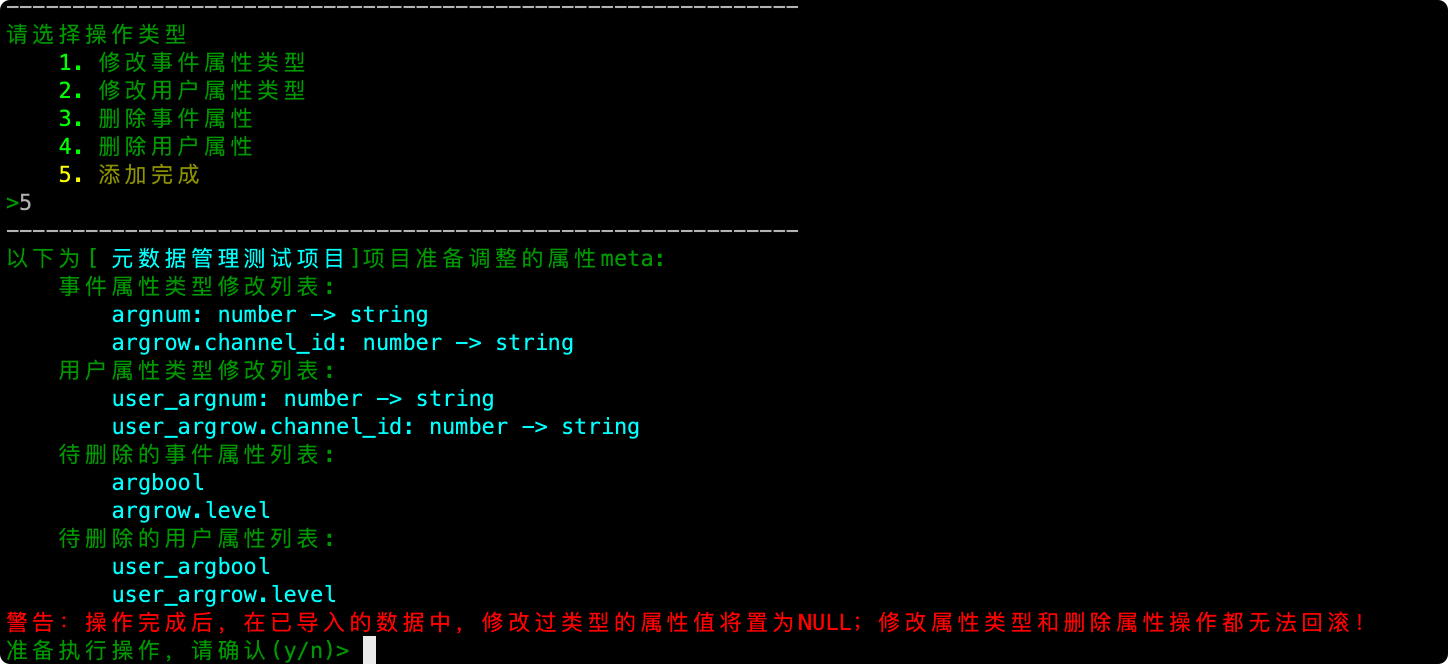 ------------------------------------------------------------
请选择操作类型
    1. 修改事件属性类型
    2. 修改用户属性类型
    3. 删除事件属性
    4. 删除用户属性
    5. 添加完成
>5
------------------------------------------------------------
以下为[ 元数据管理测试项目]项目准备调整的属性meta:
    事件属性类型修改列表:
        argnum: number -> string
        argrow.channel_id: number -> string
    用户属性类型修改列表:
        user_argnum: number -> string
        user_argrow.channel_id: number -> string
    待删除的事件属性列表:
        argbool
        argrow.level
    待删除的用户属性列表:
        user_argbool
        user_argrow.level
警告: 操作完成后, 在已导入的数据中, 修改过类型的属性值将置为NULL; 修改属性类型和删除属性操作都无法回滚!
准备执行操作, 请确认(y/n)>